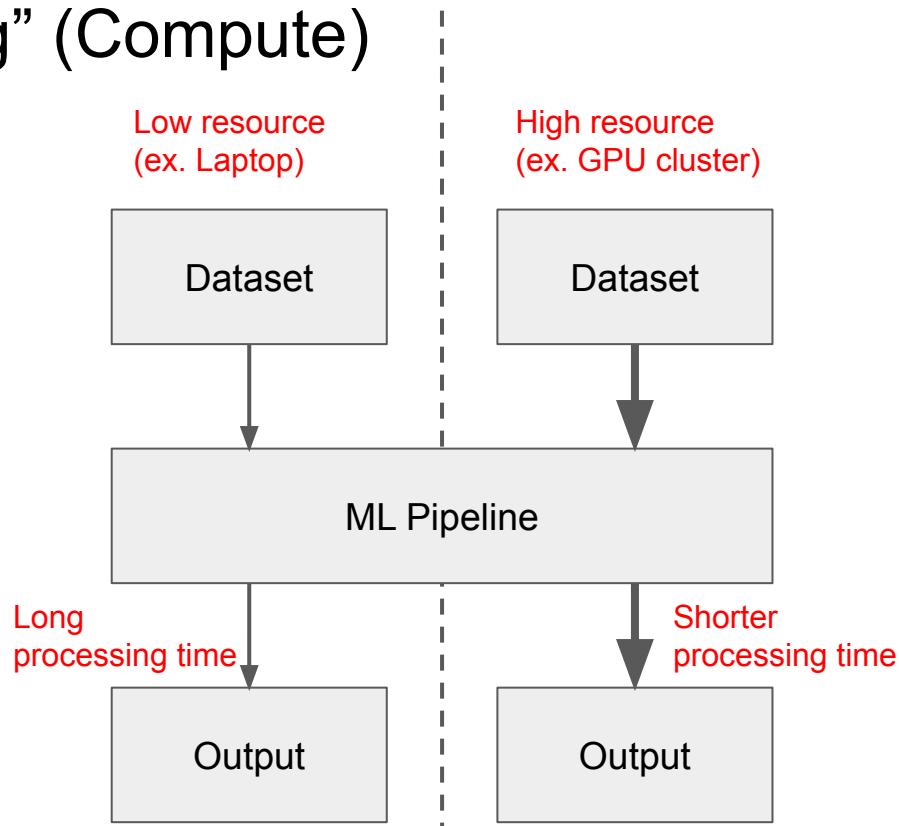 g” (Compute)
Low resource
(ex. Laptop)
High resource
(ex. GPU cluster)
Dataset
Dataset
ML Pipeline
Long
processing time
Shorter
processing time
Output
Output